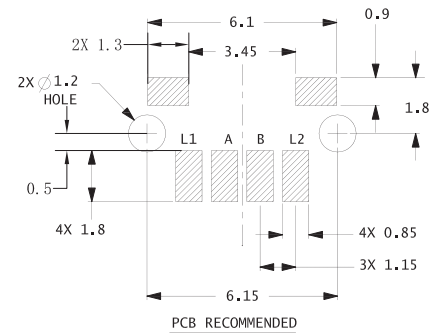 6.1
0.9
2X 1.3
3.45
2X ∅ 1.2
HOLE
1.8
L1 A B L2
0.5
4X 1.8
4X 0.85
3X 1.15
6.15
PCB RECOMMENDED